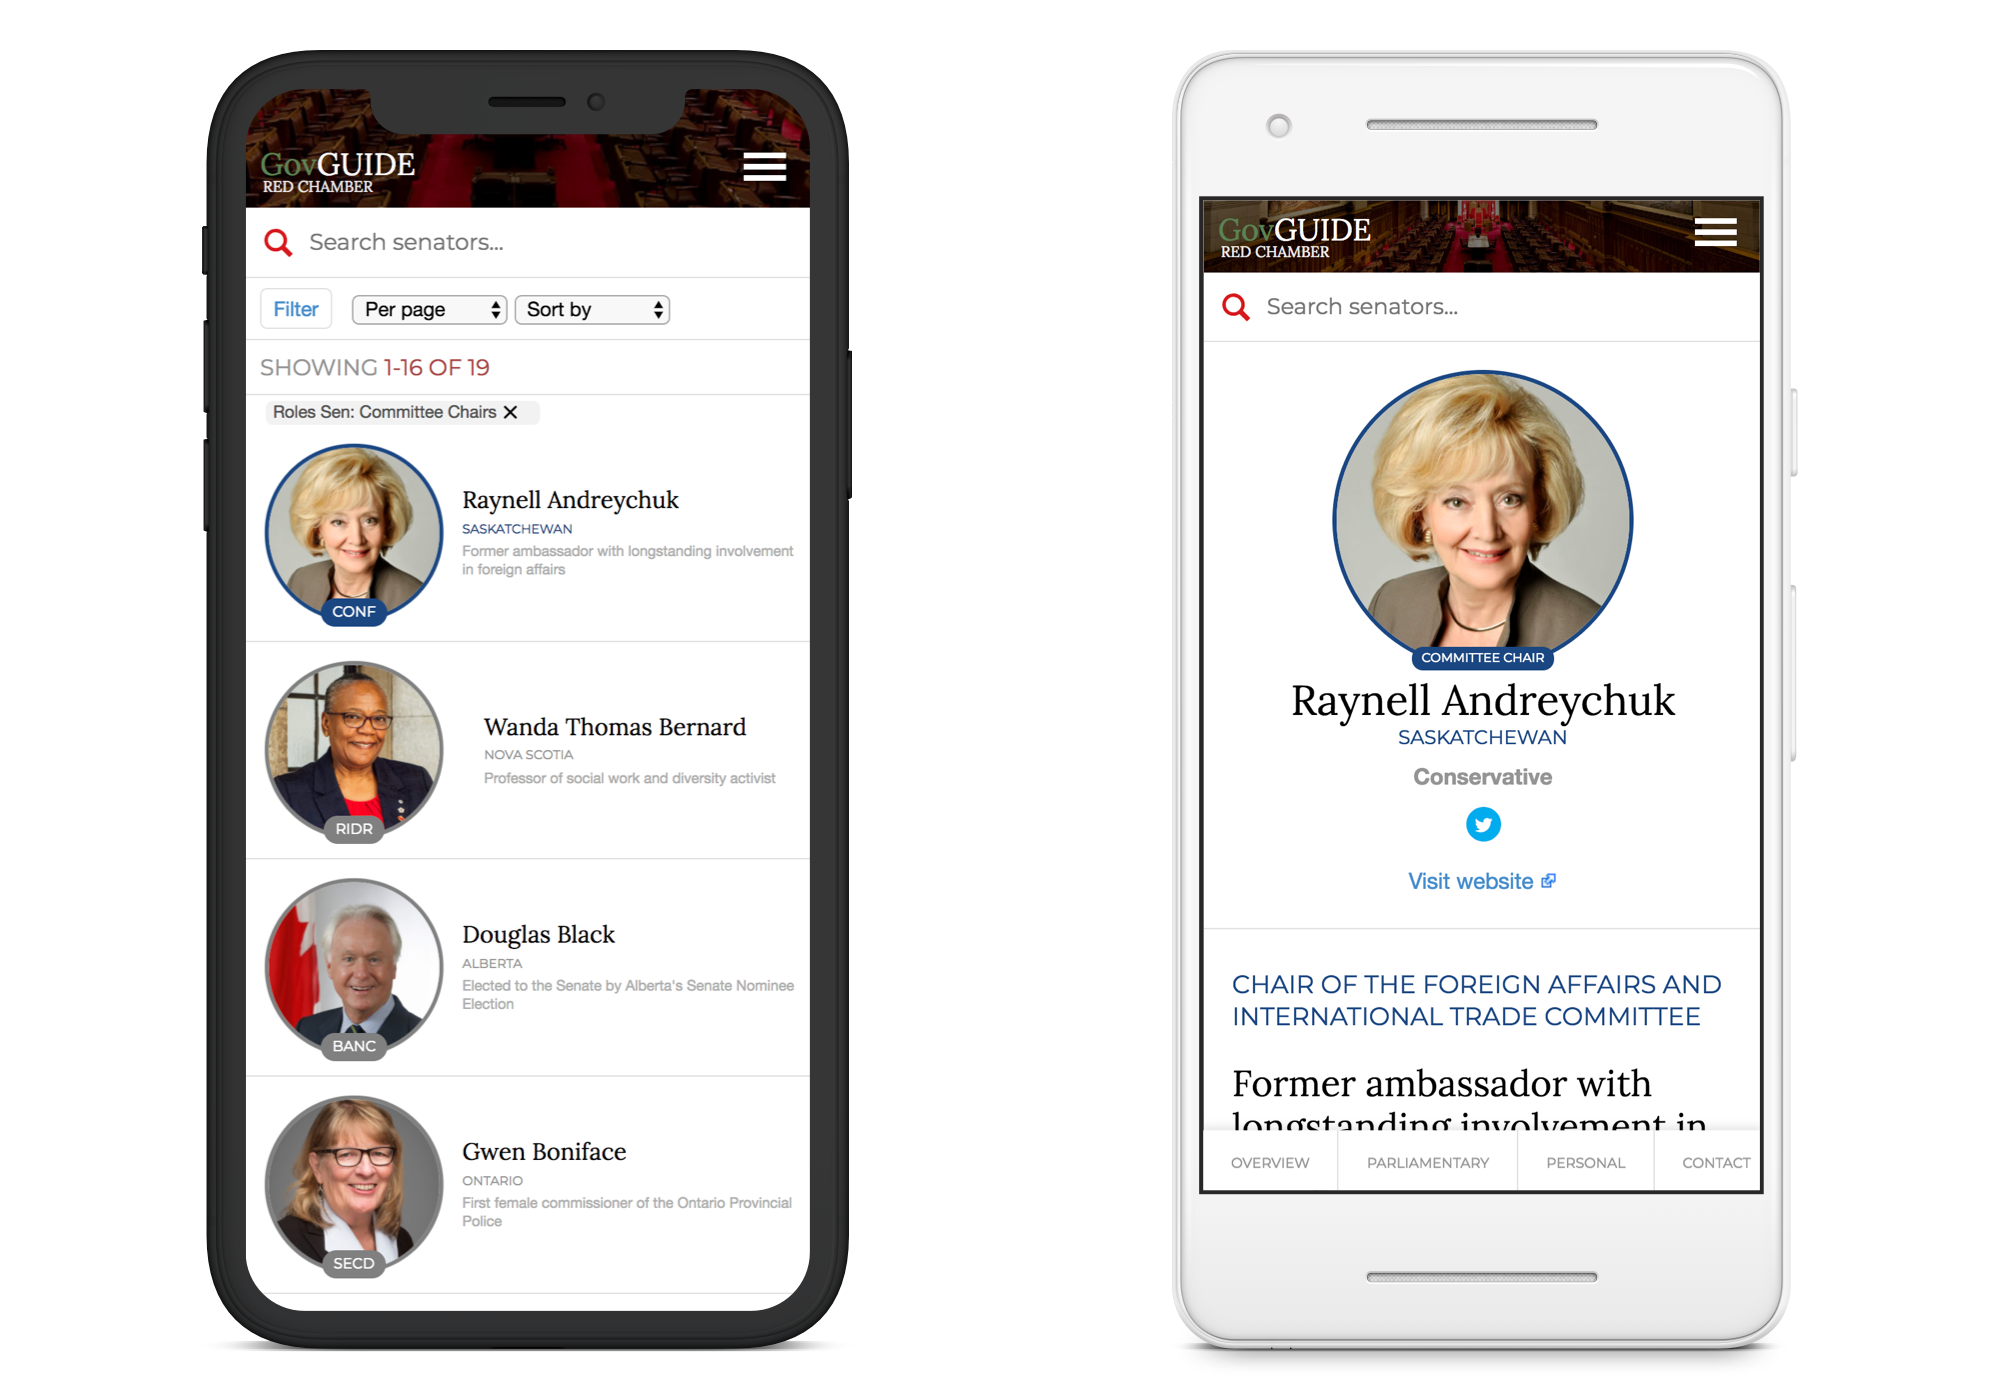 GovGUIDE
RED CHAMBER
Search senators...
Filter
Per page
Sort by
SHOWING 1-16 OF 19
Roles Sen: Committee Chairs ✕
Raynell Andreychuk
SASKATCHEWAN
Former ambassador with longstanding involvement
in foreign affairs
CONF
Wanda Thomas Bernard
NOVA SCOTIA
Professor of social work and diversity activist
RIDR
Douglas Black
ALBERTA
Elected to the Senate by Alberta's Senate Nominee
Election
BANC
Gwen Boniface
ONTARIO
First female commissioner of the Ontario Provincial
Police
SECD
GovGUIDE
RED CHAMBER
Search senators...
COMMITTEE CHAIR
Raynell Andreychuk
SASKATCHEWAN
Conservative
Visit website
CHAIR OF THE FOREIGN AFFAIRS AND
INTERNATIONAL TRADE COMMITTEE
Former ambassador with
longstanding involvement in
OVERVIEW
PARLIAMENTARY
PERSONAL
CONTACT